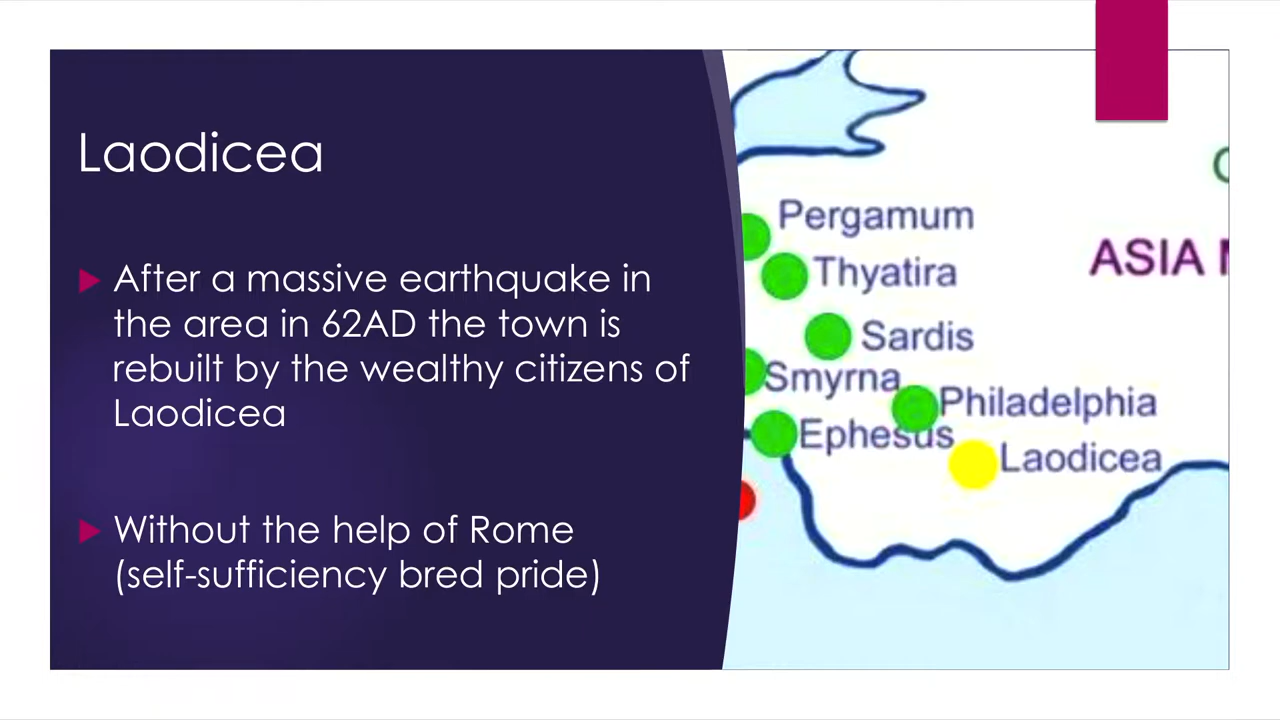 Laodicea
After a massive earthquake in
the area in 62AD the town is
rebuilt by the wealthy citizens of
Laodicea
Without the help of Rome
(self-sufficiency bred pride)
Pergamum
Thyatira
Sardis
Smyrna
Philadelphia
Ephesus
Laodicea
ASIA